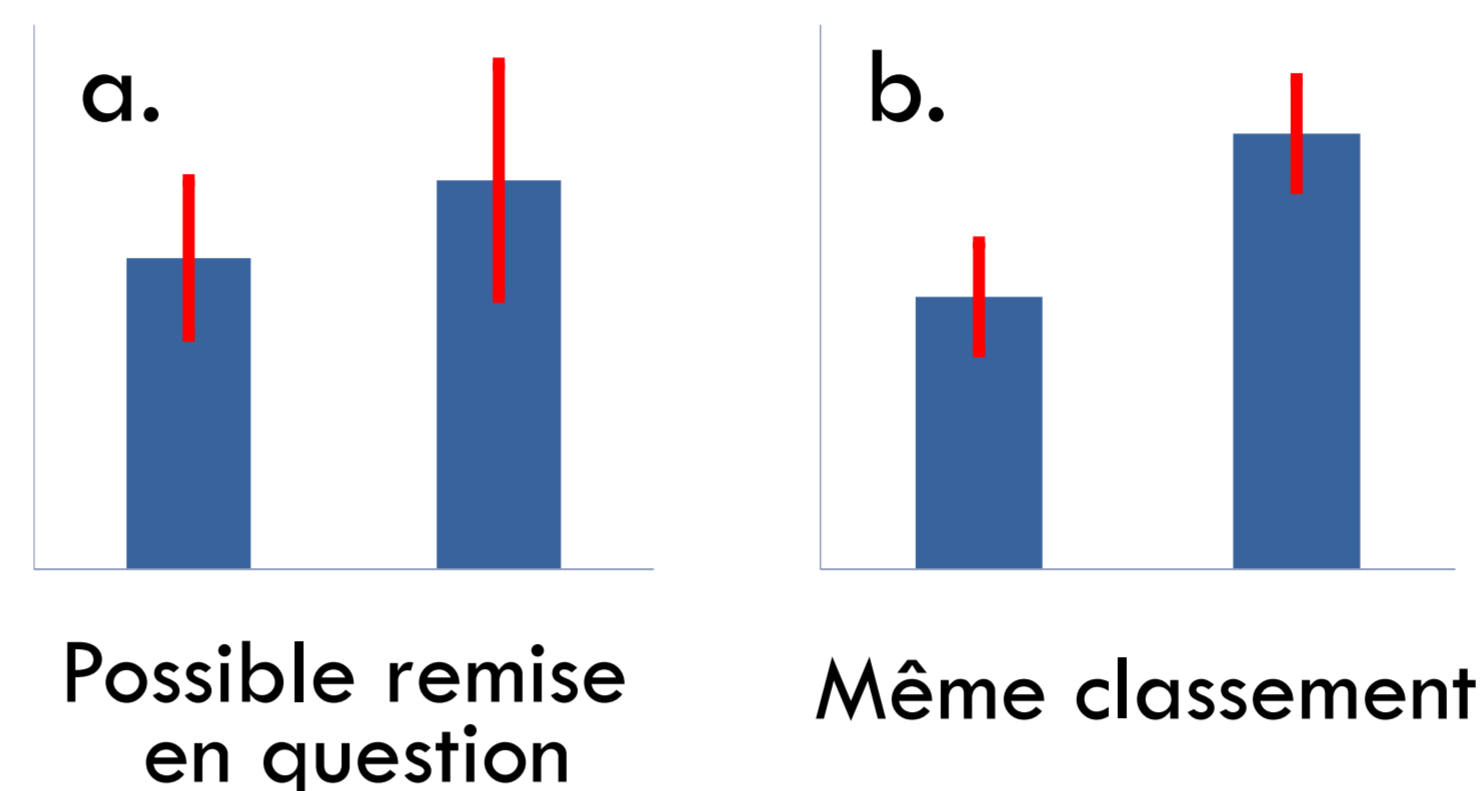 a.
b.
Possible remise
en question
Même classement